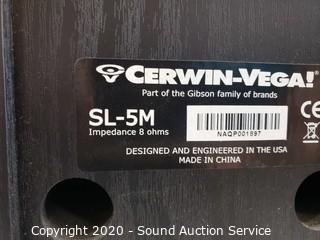 CERWIN-VEGA!®
Part of the Gibson family of brands
SL-5M
Impedance 8 ohms
NAQP001897
CE
DESIGNED AND ENGINEERED IN THE USA
MADE IN CHINA
Copyright 2020 - Sound Auction Service